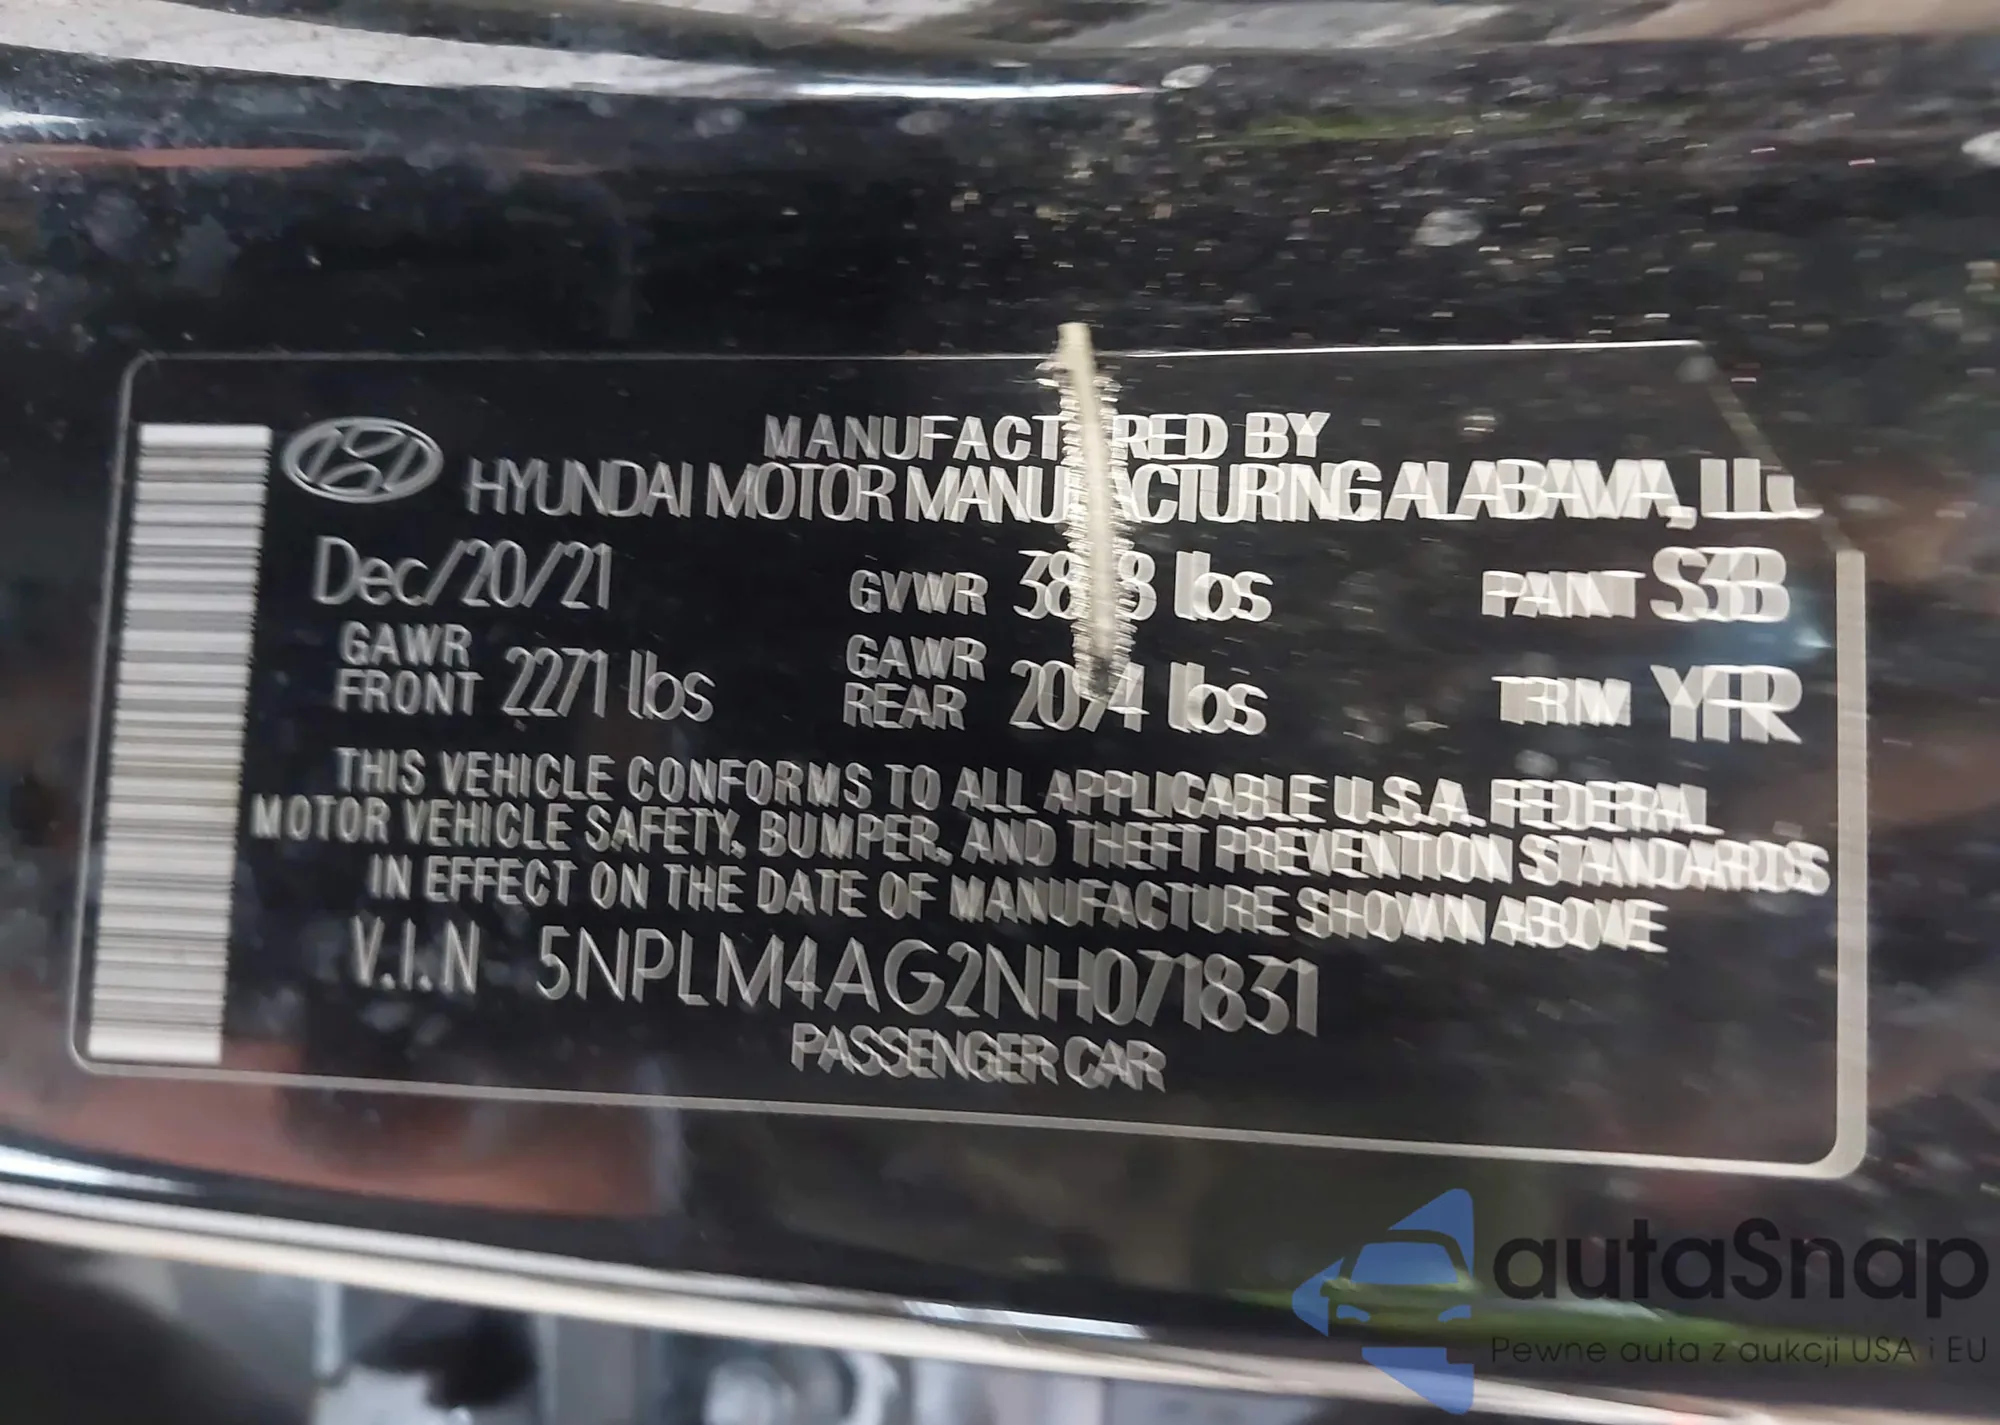 MANUFACTURED BY
HYUNDAI MOTOR MANUFACTURING ALABAMA, LLC
Dec/20/21 GVWR lbs PAINT S3B
GAWR FRONT 2271 lbs GAWR REAR 2074 lbs TRIM YFR
THIS VEHICLE CONFORMS TO ALL APPLICABLE U.S.A. FEDERAL
MOTOR VEHICLE SAFETY, BUMPER, AND THEFT PREVENTION STANDARDS
IN EFFECT ON THE DATE OF MANUFACTURE SHOWN ABOVE
V.I.N 5NPLM4AG2NH071831
PASSENGER CAR
autaSnap
Pewne auta z aukcji USA i EU